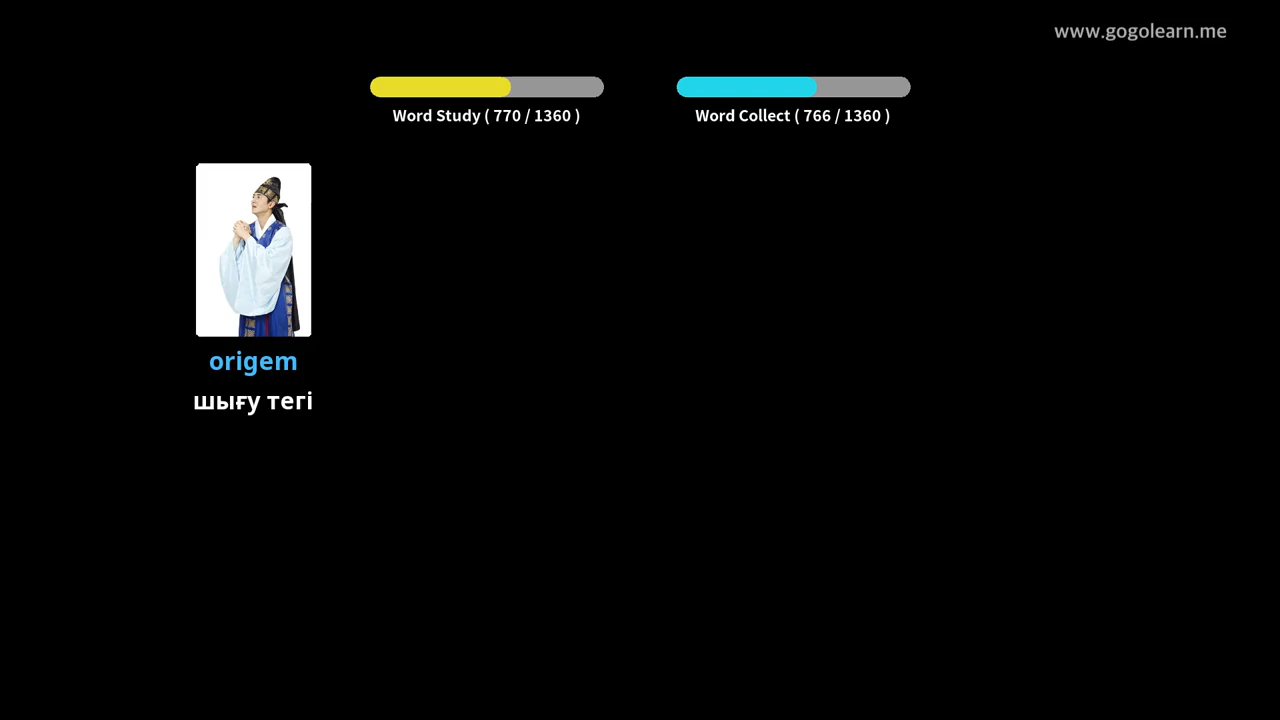 www.gogolearn.me
Word Study ( 770 / 1360 )
Word Collect ( 766 / 1360 )
origem
шығу тегі